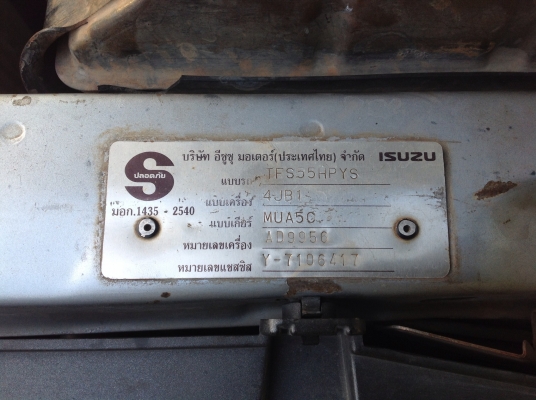 บริษัท อีซูซุ มอเตอร์(ประเทศไทย) จำกัด ISUZU
S
ปลอดภัย
มอก.1435 - 2540
แบบรถ TFS55HPYS
แบบเครื่อง 4JB1
แบบเกียร์ MUA5C
หมายเลขเครื่อง AD9956
หมายเลขแชสซิส Y-7106417